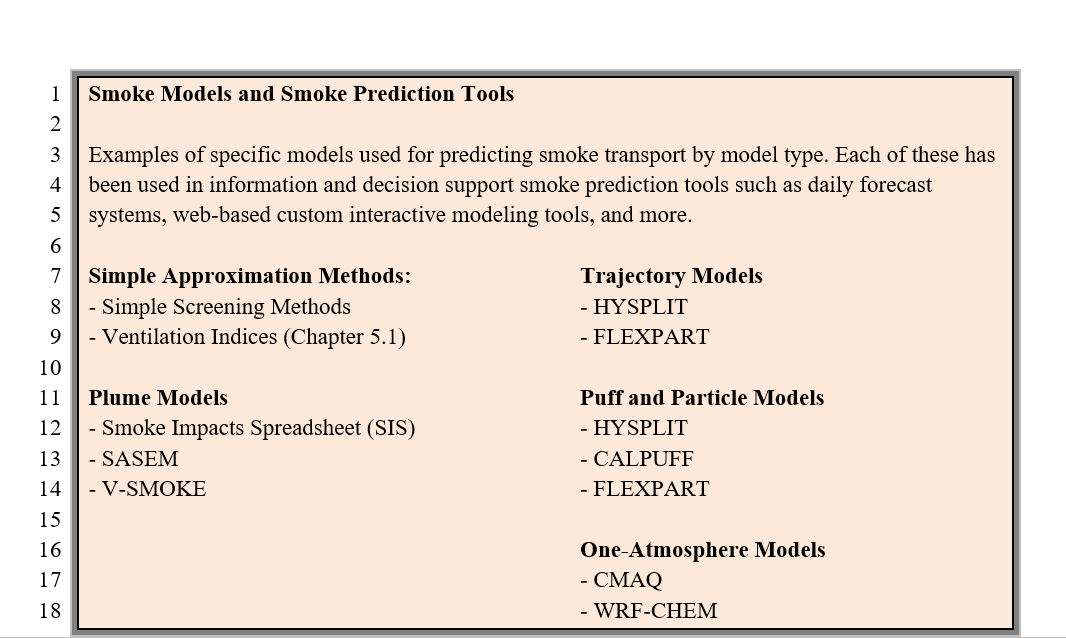 1 Smoke Models and Smoke Prediction Tools
2
3 Examples of specific models used for predicting smoke transport by model type. Each of these has
4 been used in information and decision support smoke prediction tools such as daily forecast
5 systems, web-based custom interactive modeling tools, and more.
6
7 Simple Approximation Methods: Trajectory Models
8 - Simple Screening Methods - HYSPLIT
9 - Ventilation Indices (Chapter 5.1) - FLEXPART
10
11 Plume Models Puff and Particle Models
12 - Smoke Impacts Spreadsheet (SIS) - HYSPLIT
13 - SASEM - CALPUFF
14 - V-SMOKE - FLEXPART
15
16 One-Atmosphere Models
17 - CMAQ
18 - WRF-CHEM